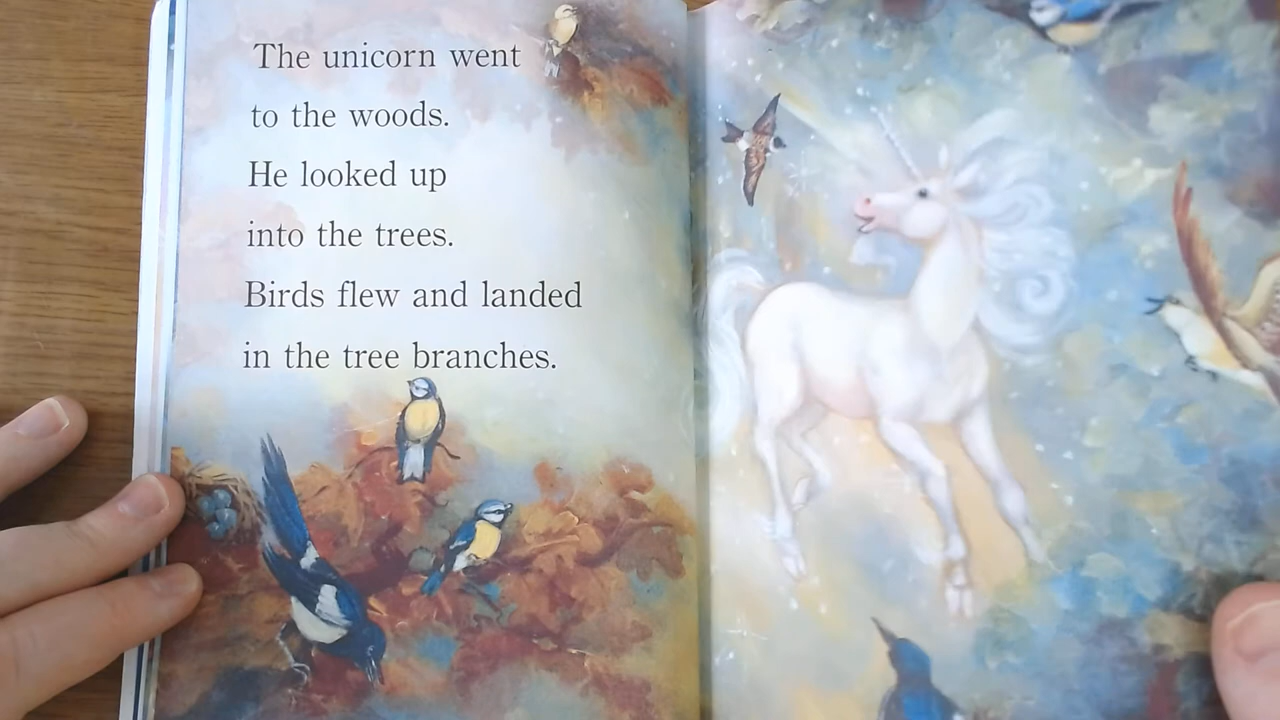 The unicorn went
to the woods.
He looked up
into the trees.
Birds flew and landed
in the tree branches.